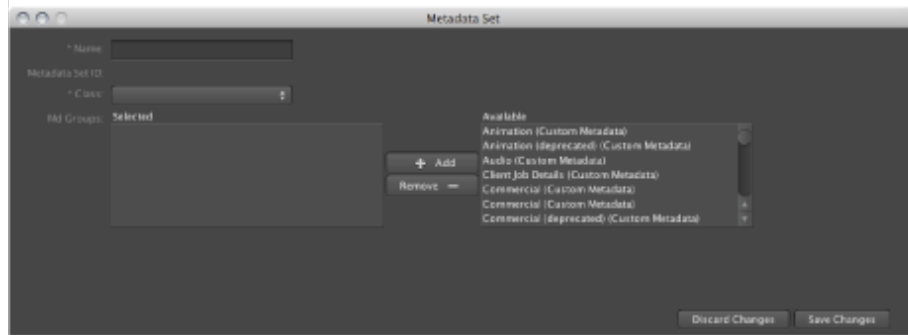 Metadata Set
* Name:
Metadata Set ID:
* Class:
Md Groups:
Selected
Available
Animation (Custom Metadata)
Animation (deprecated) (Custom Metadata)
Audio (Custom Metadata)
+ Add
Client Job Details (Custom Metadata)
Remove −
Commercial (Custom Metadata)
Commercial (Custom Metadata)
Commercial (deprecated) (Custom Metadata)
Discard Changes
Save Changes